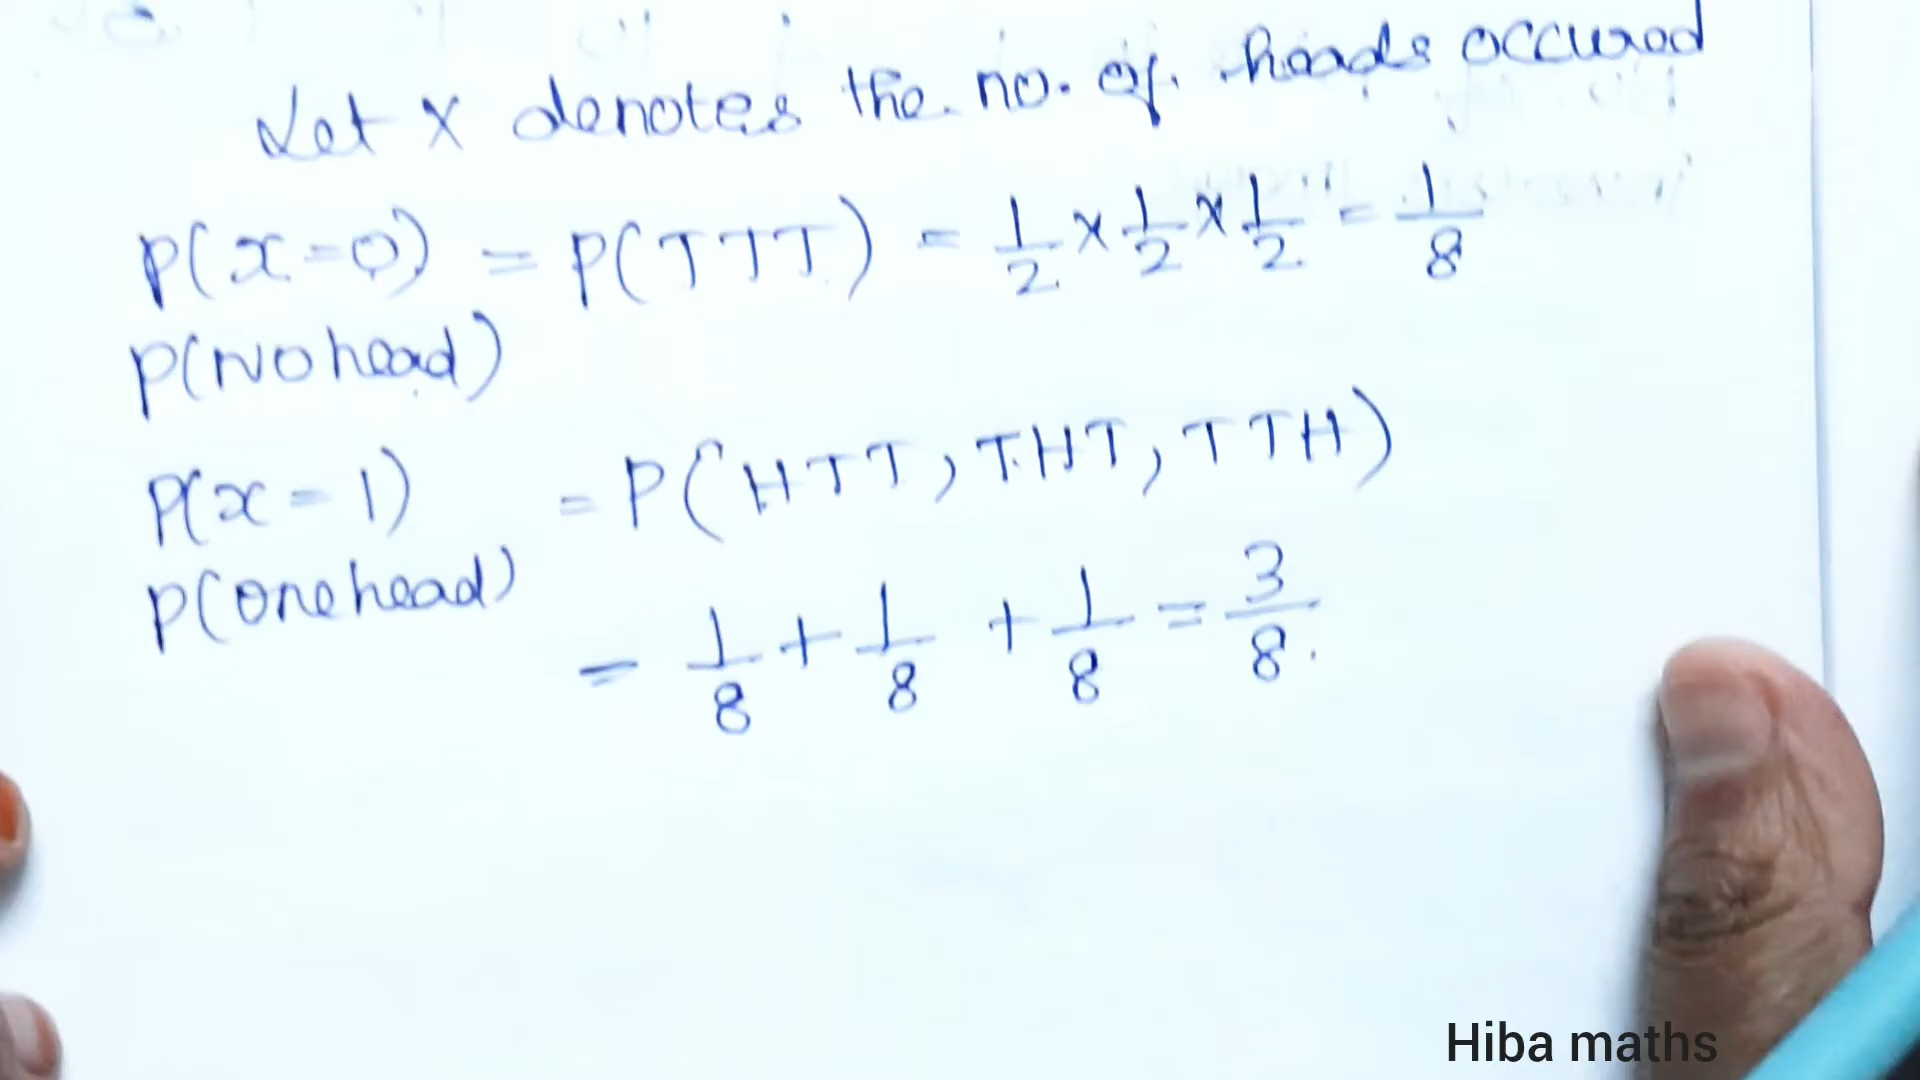 Let X denotes the no. of heads occured
P(x=0) = P(TTT) = 1/2 × 1/2 × 1/2 = 1/8
P(No head)
P(x=1) = P(HTT, THT, TTH)
P(one head)
= 1/8 + 1/8 + 1/8 = 3/8.
Hiba maths